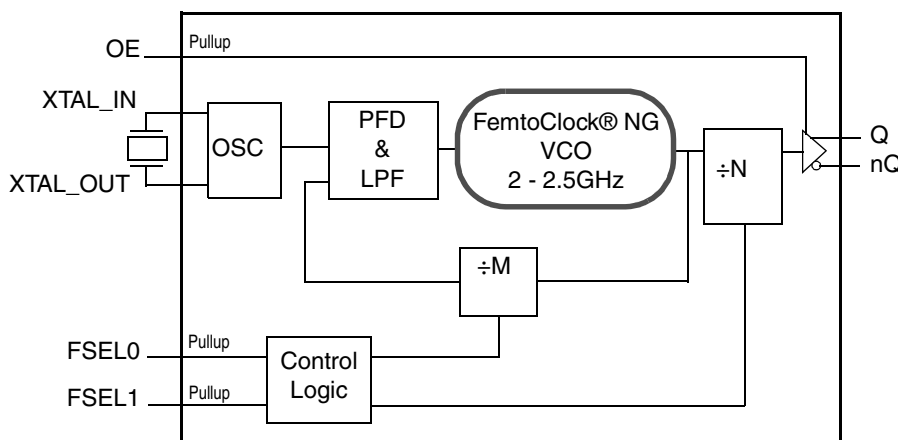 OE
Pullup
XTAL_IN
XTAL_OUT
OSC
PFD
&
LPF
FemtoClock® NG
VCO
2 - 2.5GHz
÷N
Q
nQ
÷M
FSEL0
Pullup
FSEL1
Pullup
Control
Logic